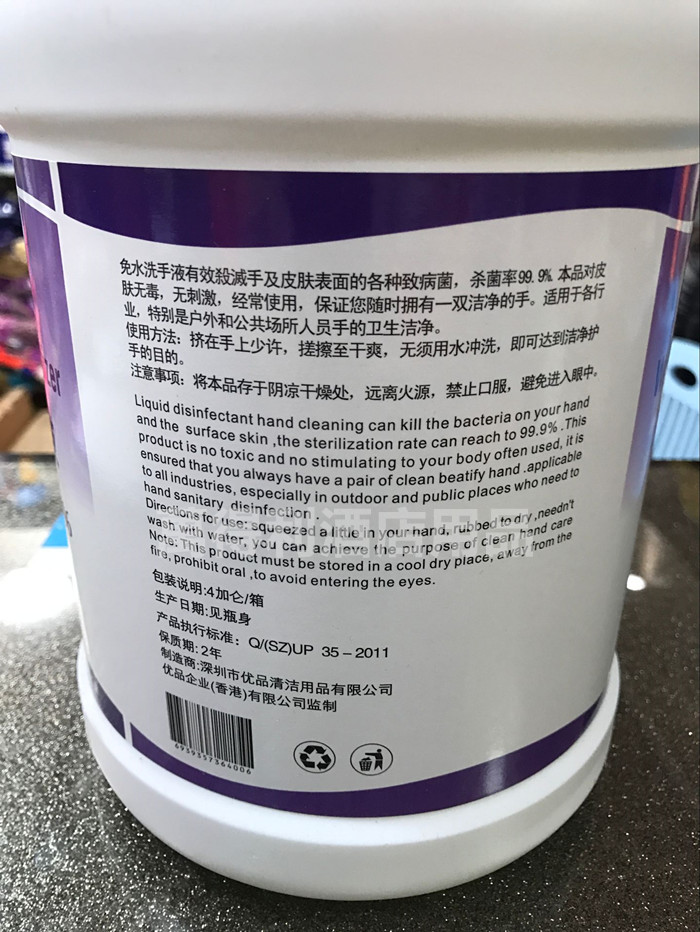 免水洗手液有效殺滅手及皮肤表面的各种致病菌，杀菌率99.9%.本品对皮
肤无毒，无刺激，经常使用，保证您随时拥有一双洁净的手。适用于各行
业，特别是户外和公共场所人员手的卫生洁净。
使用方法：挤在手上少许，搓擦至干爽，无须用水冲洗，即可达到洁净护
手的目的。
注意事项：将本品存于阴凉干燥处，远离火源，禁止口服，避免进入眼中。
Liquid disinfectant hand cleaning can kill the bacteria on your hand
and the surface skin ,the sterilization rate can reach to 99.9% .This
product is no toxic and no stimulating to your body often used, it is
ensured that you always have a pair of clean beatify hand .applicable
to all industries, especially in outdoor and public places who need to
hand sanitary disinfection
Directions for use: squeezed a little in your hand, rubbed to dry ,needn't
wash with water, you can achieve the purpose of clean hand care
Note: This product must be stored in a cool dry place, away from the
fire, prohibit oral ,to avoid entering the eyes.
包装说明:4加仑/箱
生产日期:见瓶身
产品执行标准：Q/(SZ)UP 35－2011
保质期:2年
制造商:深圳市优品清洁用品有限公司
优品企业(香港)有限公司监制
6939357364006